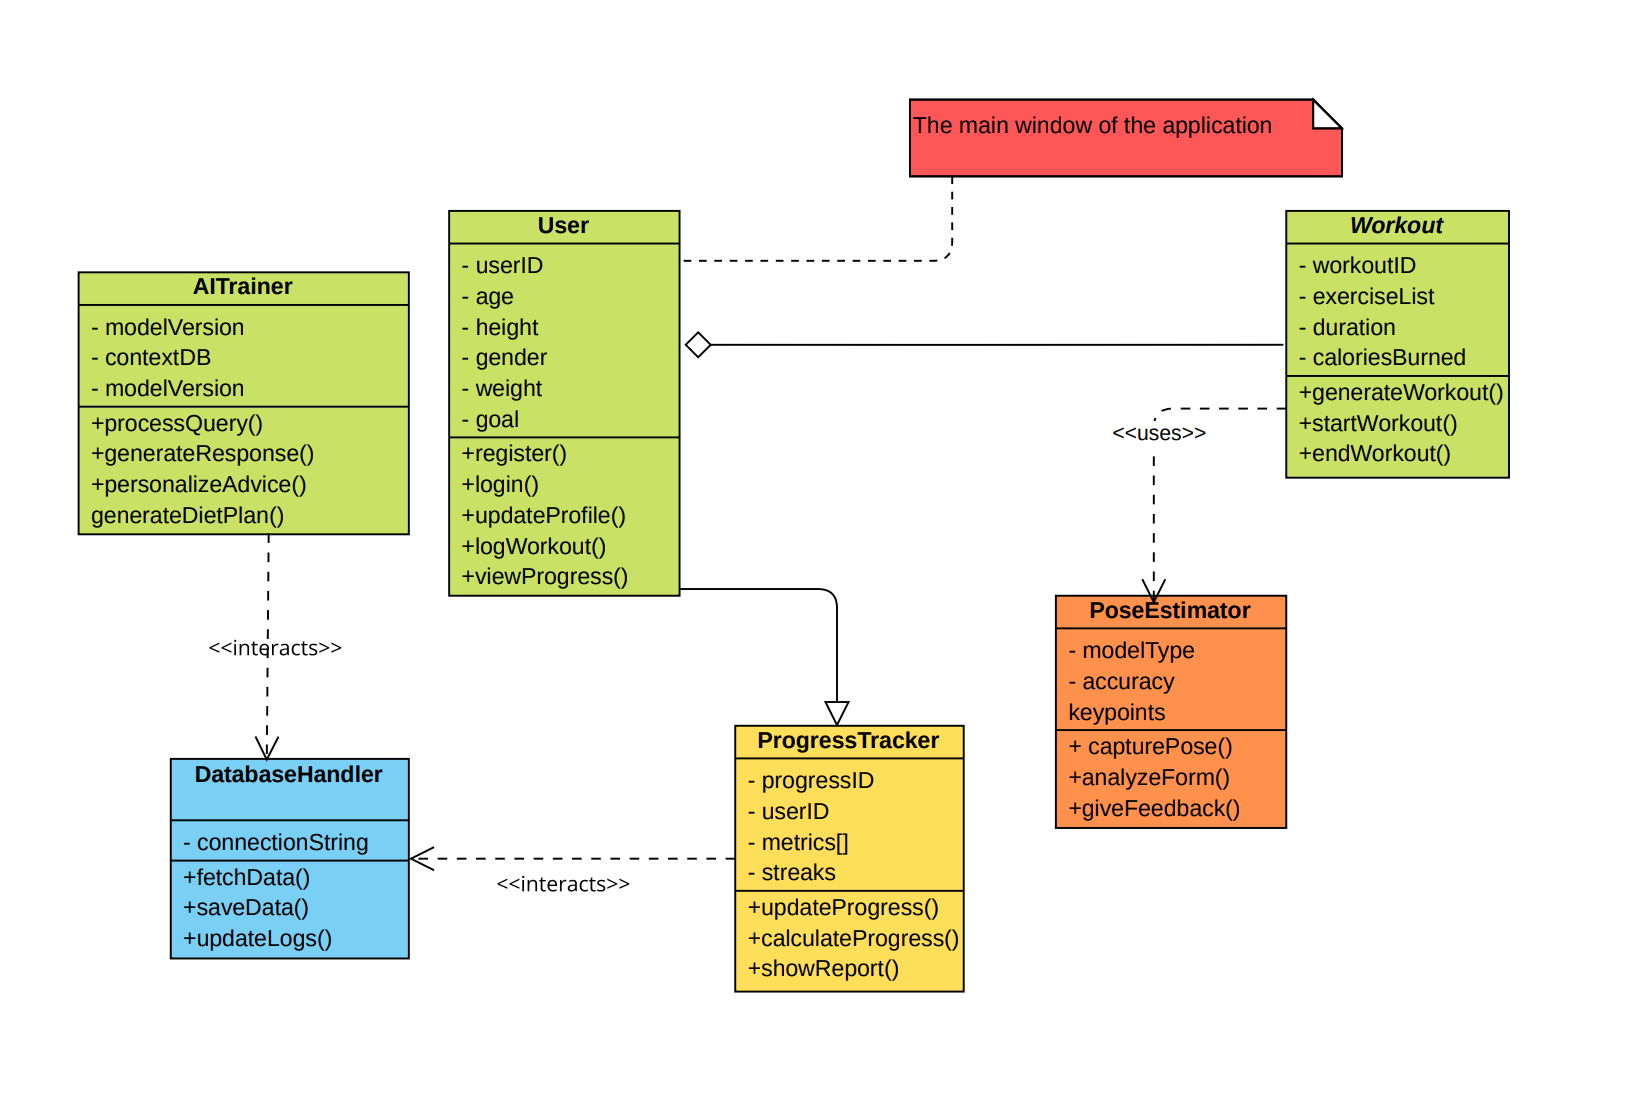 The main window of the application
User
- userID
- age
- height
- gender
- weight
- goal
+register()
+login()
+updateProfile()
+logWorkout()
+viewProgress()
Workout
- workoutID
- exerciseList
- duration
- caloriesBurned
+generateWorkout()
+startWorkout()
+endWorkout()
AITrainer
- modelVersion
- contextDB
- modelVersion
+processQuery()
+generateResponse()
+personalizeAdvice()
generateDietPlan()
<<uses>>
<<interacts>>
PoseEstimator
- modelType
- accuracy
keypoints
+ capturePose()
+analyzeForm()
+giveFeedback()
ProgressTracker
- progressID
- userID
- metrics[]
- streaks
+updateProgress()
+calculateProgress()
+showReport()
DatabaseHandler
- connectionString
+fetchData()
+saveData()
+updateLogs()
<<interacts>>